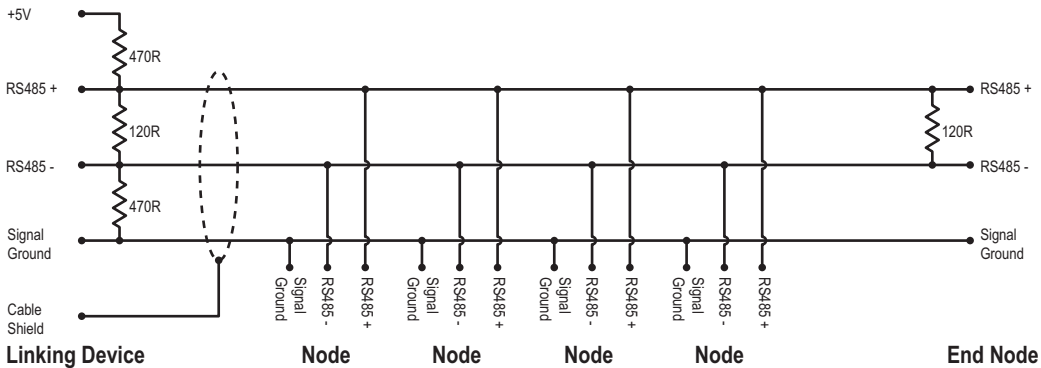 +5V
470R
RS485 +
RS485 +
120R
120R
RS485 -
RS485 -
470R
Signal
Ground
Signal
Ground
Signal
Ground
RS485 -
RS485 +
Signal
Ground
RS485 -
RS485 +
Signal
Ground
RS485 -
RS485 +
Signal
Ground
RS485 -
RS485 +
Cable
Shield
Linking Device
Node
Node
Node
Node
End Node